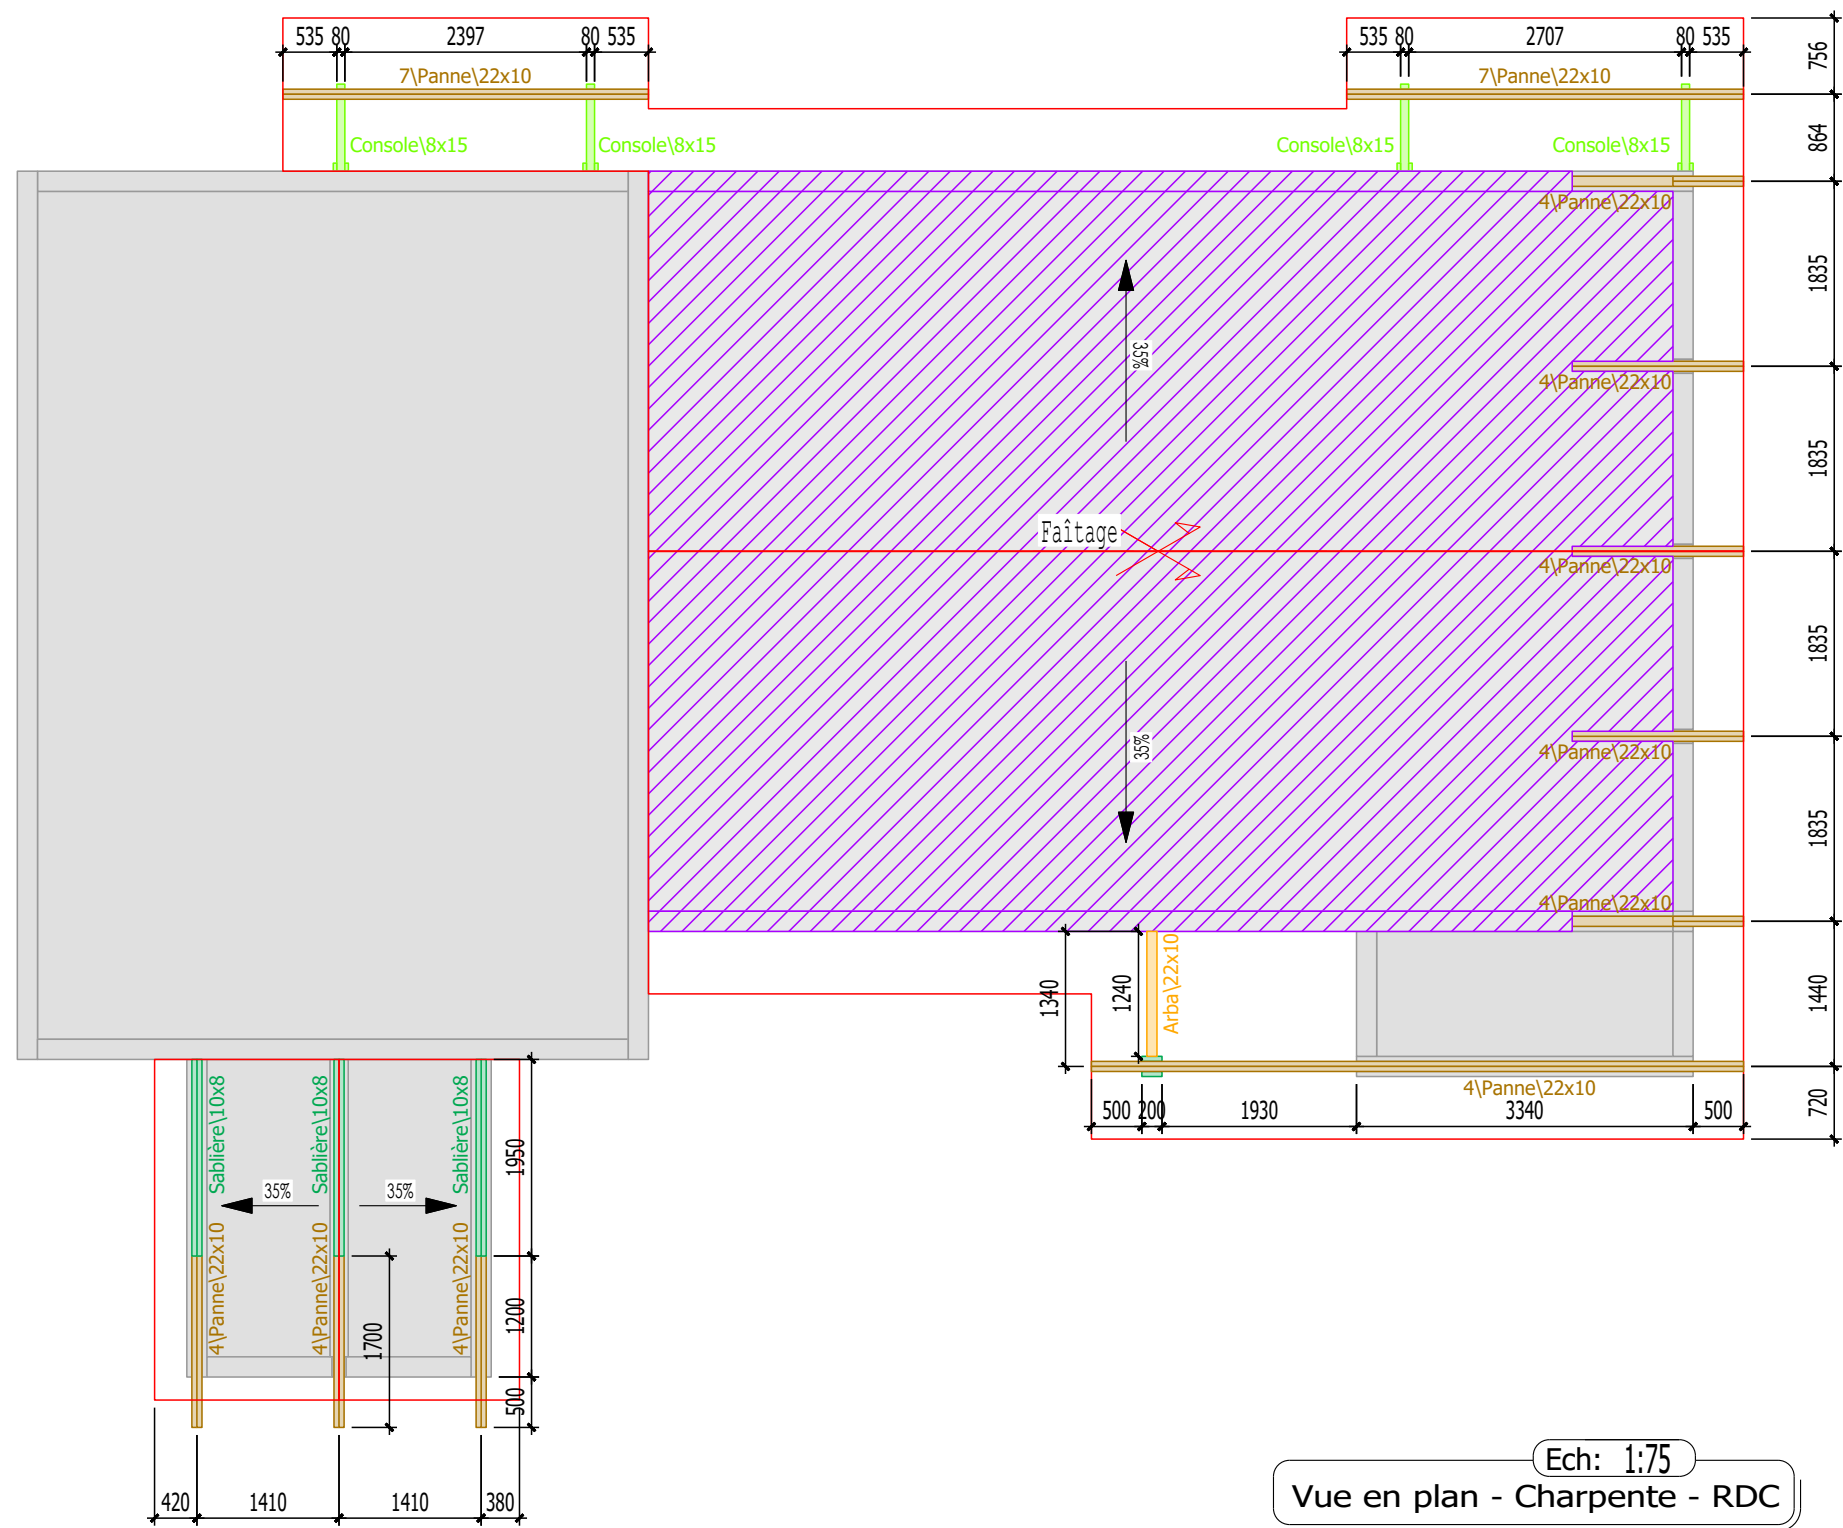 535 80 2397 80 535
535 80 2707 80 535
756
7\Panne\22x10
7\Panne\22x10
864
Console\8x15
Console\8x15
Console\8x15
Console\8x15
4\Panne\22x10
1835
35%
4\Panne\22x10
1835
Faîtage
4\Panne\22x10
1835
35%
4\Panne\22x10
1835
4\Panne\22x10
1340
1240
Arba\22x10
1440
4\Panne\22x10
500 200 1930 3340 500
720
Sablière\10x8
Sablière\10x8
Sablière\10x8
1950
35%
35%
4\Panne\22x10
4\Panne\22x10
4\Panne\22x10
1700
1200
500
420 1410 1410 380
Ech: 1:75
Vue en plan - Charpente - RDC